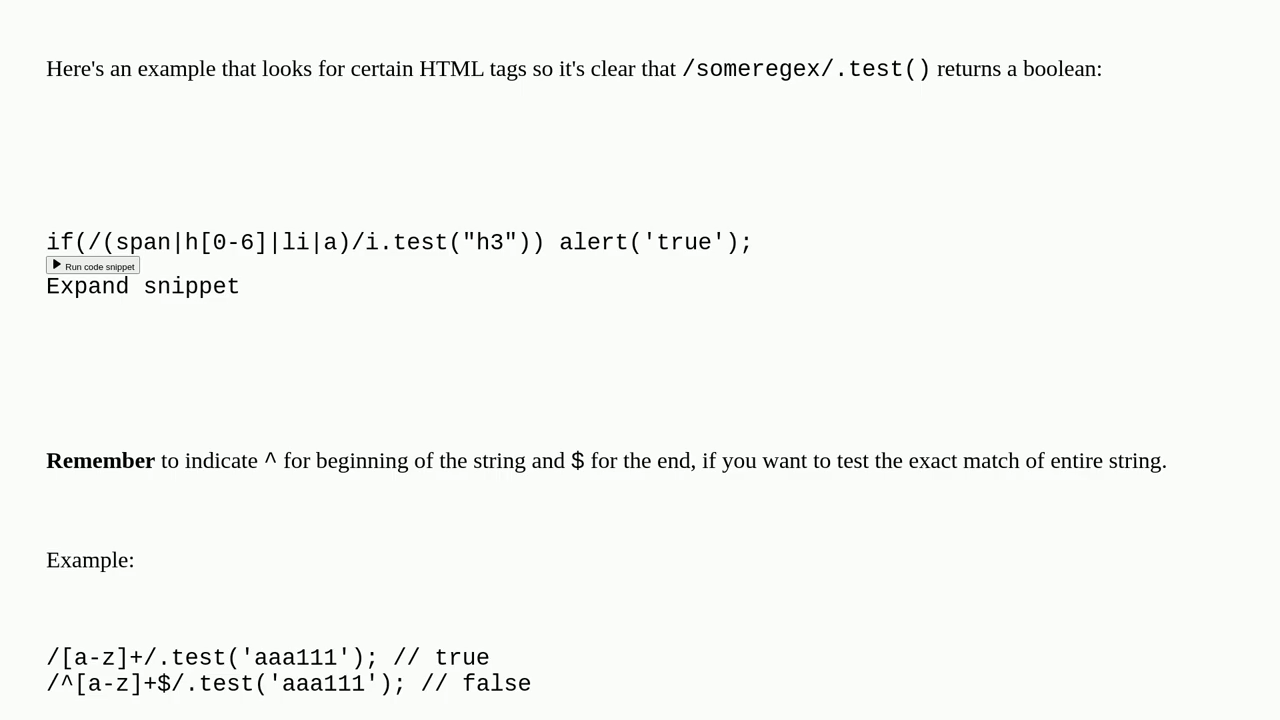 Here's an example that looks for certain HTML tags so it's clear that /someregex/.test() returns a boolean:
if(/(span|h[0-6]|li|a)/i.test("h3")) alert('true');
Run code snippet
Expand snippet
Remember to indicate ^ for beginning of the string and $ for the end, if you want to test the exact match of entire string.
Example:
/[a-z]+/.test('aaa111'); // true
/^[a-z]+$/.test('aaa111'); // false